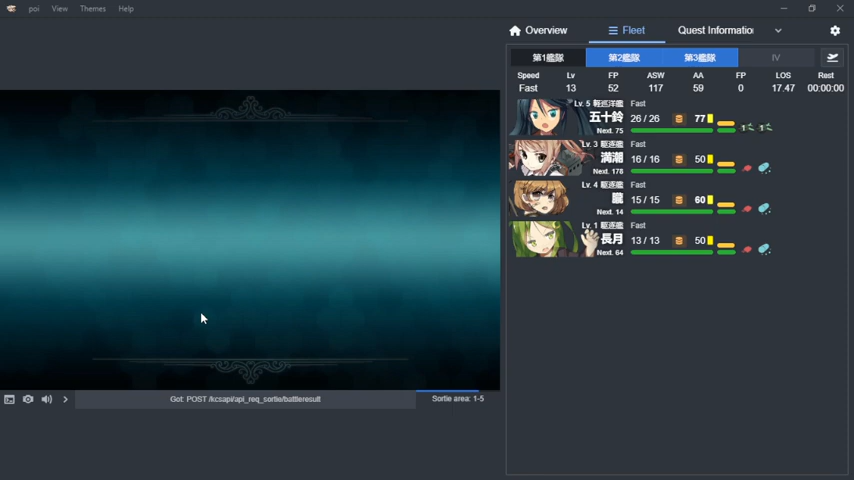 poi View Themes Help
Overview Fleet Quest Informatio
第1艦隊 第2艦隊 第3艦隊 IV
Speed Lv FP ASW AA FP LOS Rest
Fast 13 52 117 59 0 17.47 00:00:00
Lv. 5 軽巡洋艦 Fast
五十鈴 26 / 26 77
Next. 75
Lv. 3 駆逐艦 Fast
満潮 16 / 16 50
Next. 178
Lv. 4 駆逐艦 Fast
朧 15 / 15 60
Next. 14
Lv. 1 駆逐艦 Fast
長月 13 / 13 50
Next. 64
Got: POST /kcsapi/api_req_sortie/battleresult
Sortie area: 1-5